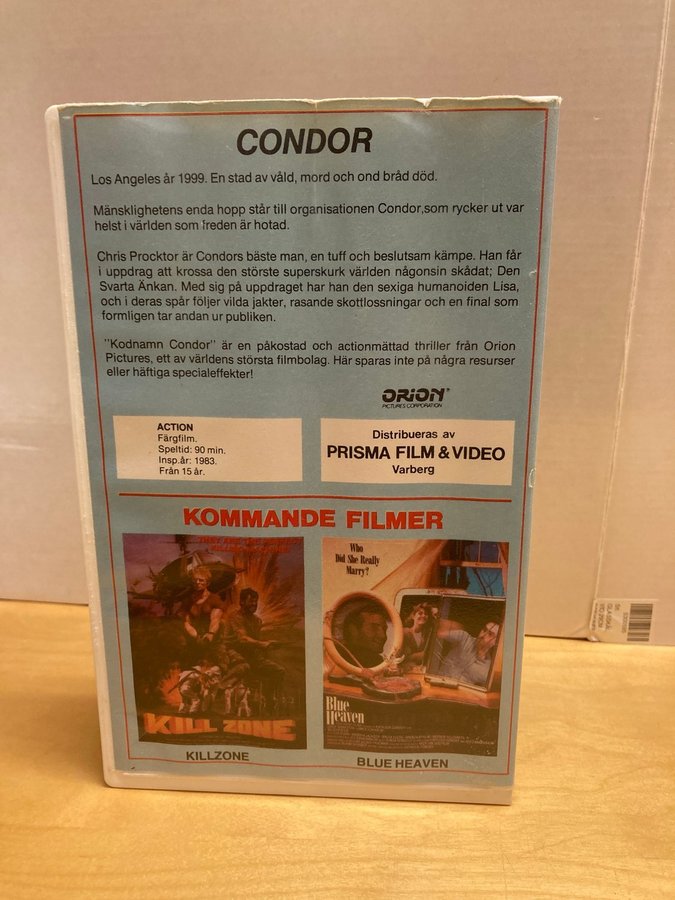 CONDOR
Los Angeles år 1999. En stad av våld, mord och ond bråd död.
Mänsklighetens enda hopp står till organisationen Condor,som rycker ut var
helst i världen som freden är hotad.
Chris Procktor är Condors bäste man, en tuff och beslutsam kämpe. Han får
i uppdrag att krossa den störste superskurk världen någonsin skådat; Den
Svarta Änkan. Med sig på uppdraget har han den sexiga humanoiden Lisa,
och i deras spår följer vilda jakter, rasande skottlossningar och en final som
formligen tar andan ur publiken.
"Kodnamn Condor" är en påkostad och actionmättad thriller från Orion
Pictures, ett av världens största filmbolag. Här sparas inte på några resurser
eller häftiga specialeffekter!
ORION
PICTURES CORPORATION
ACTION
Färgfilm.
Speltid: 90 min.
Insp.år: 1983.
Från 15 år.
Distribueras av
PRISMA FILM & VIDEO
Varberg
KOMMANDE FILMER
KILL ZONE
KILLZONE
Who
Did She Really
Marry?
Blue
Heaven
BLUE HEAVEN